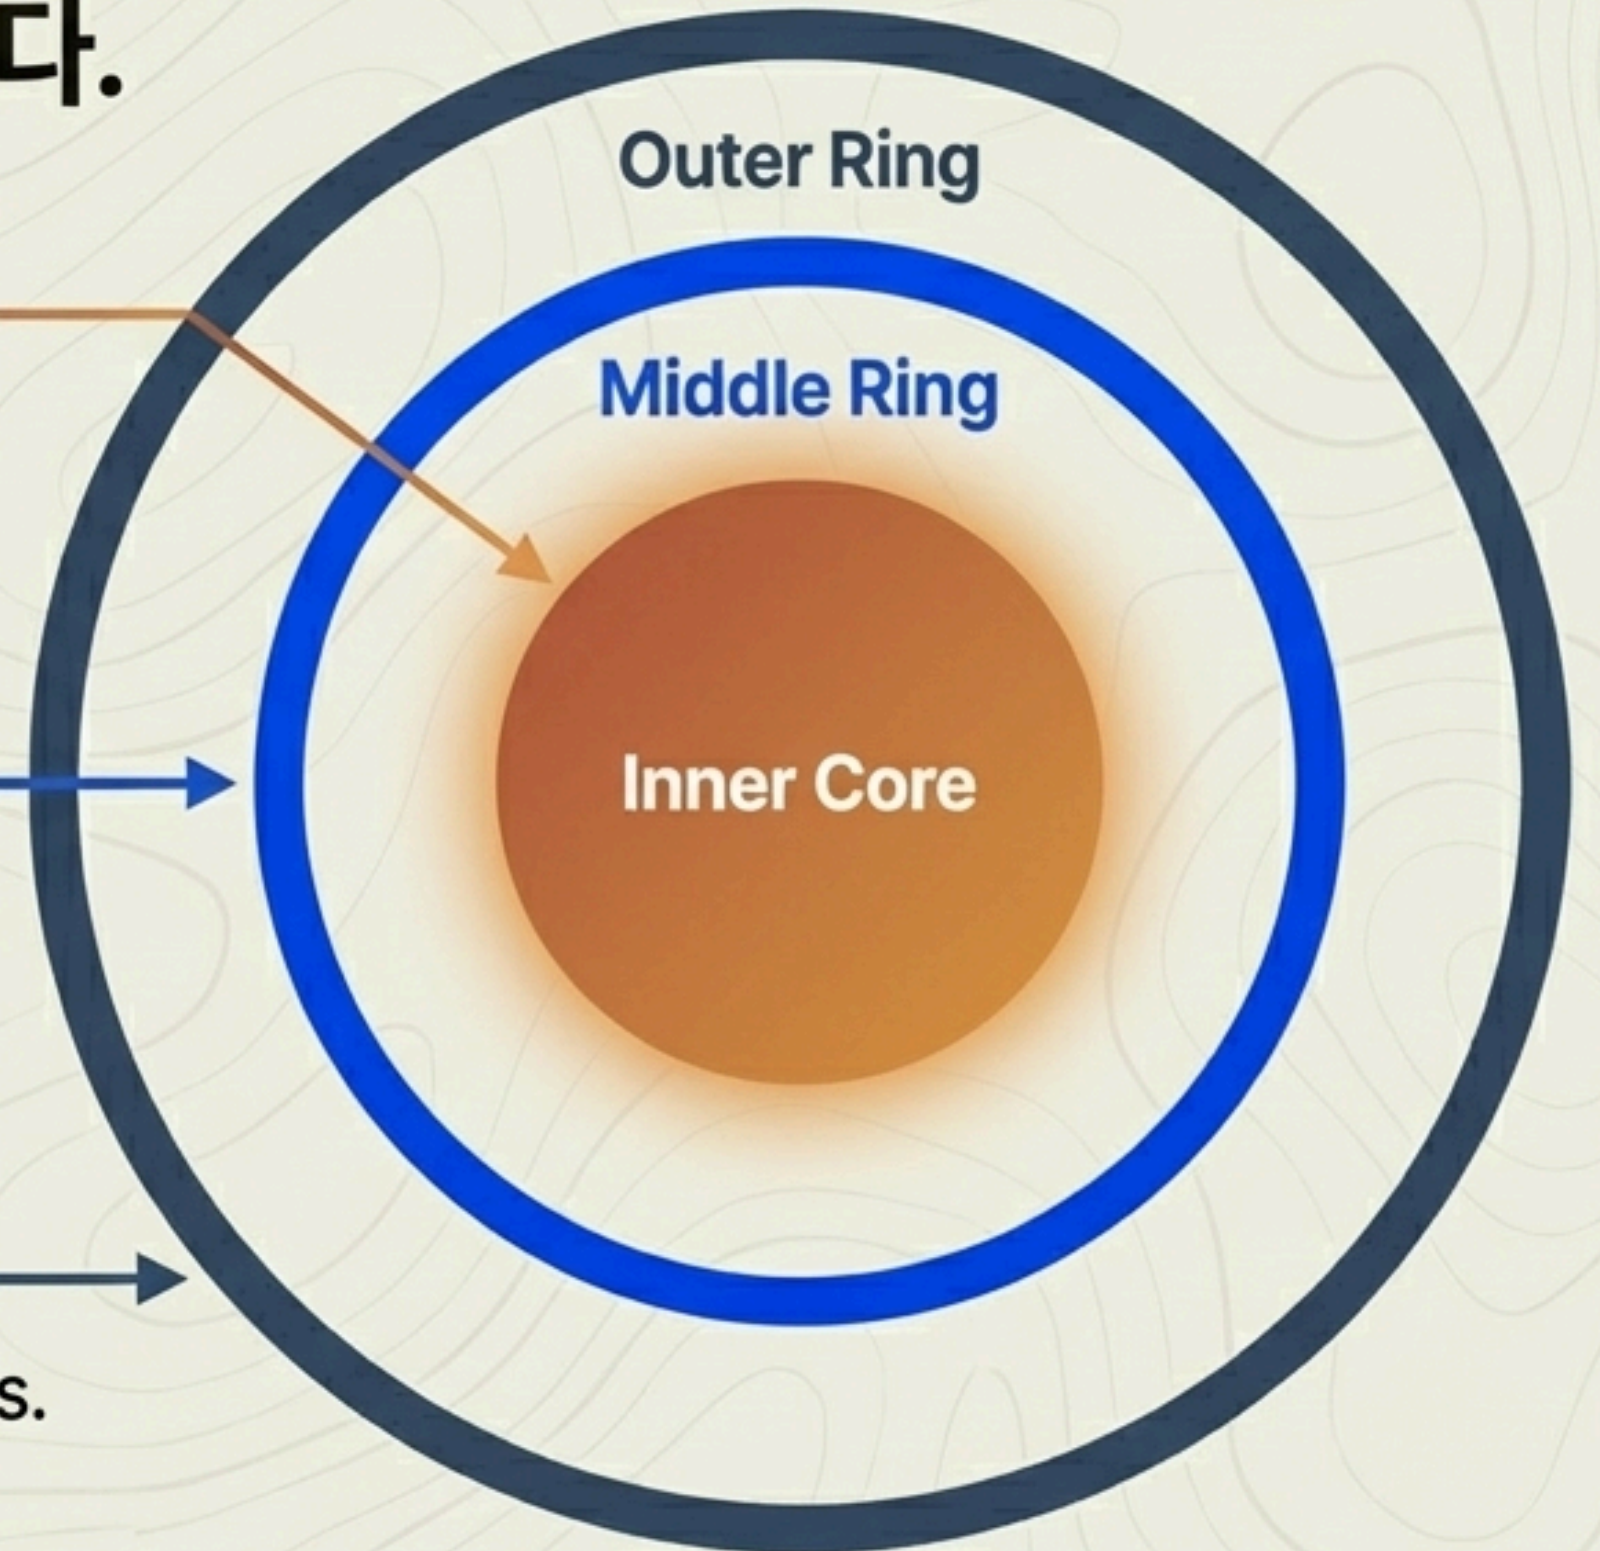 다.
Outer Ring
Middle Ring
Inner Core
s.